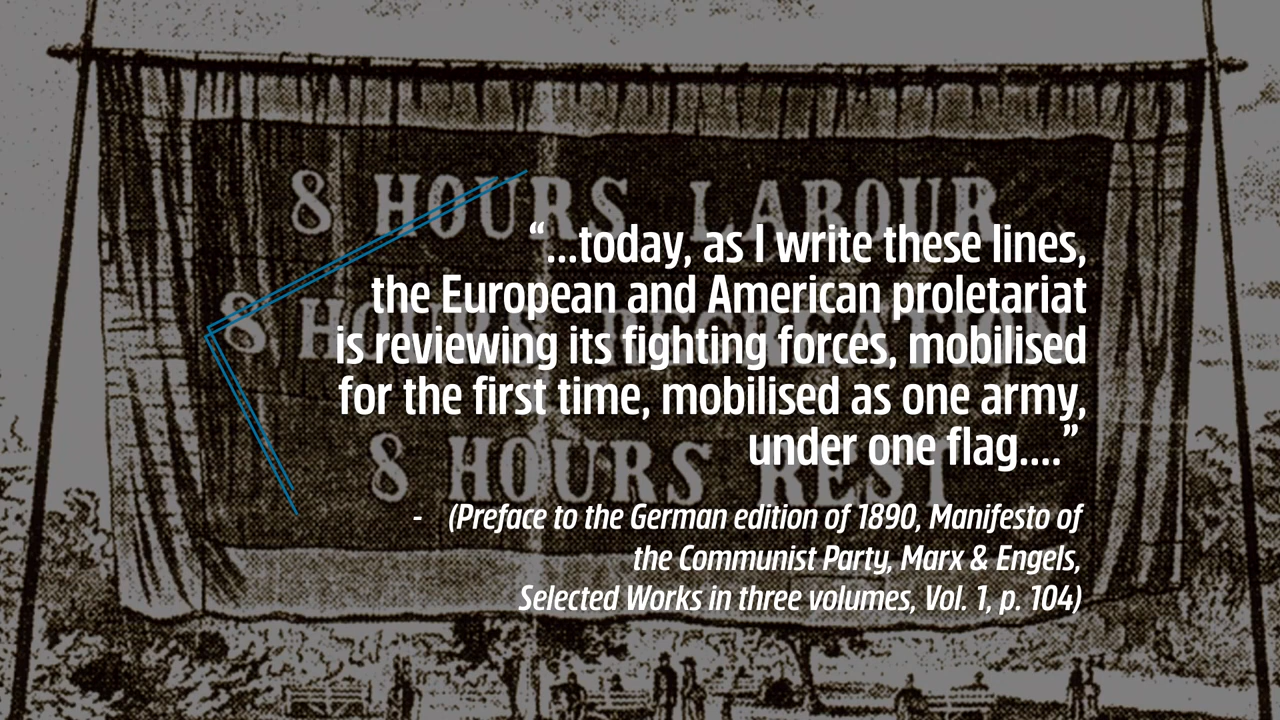 8 HOURS LABOUR
8 HOURS RECREATION
8 HOURS REST
“...today, as I write these lines,
the European and American proletariat
is reviewing its fighting forces, mobilised
for the first time, mobilised as one army,
under one flag....”
- (Preface to the German edition of 1890, Manifesto of
the Communist Party, Marx & Engels,
Selected Works in three volumes, Vol. 1, p. 104)